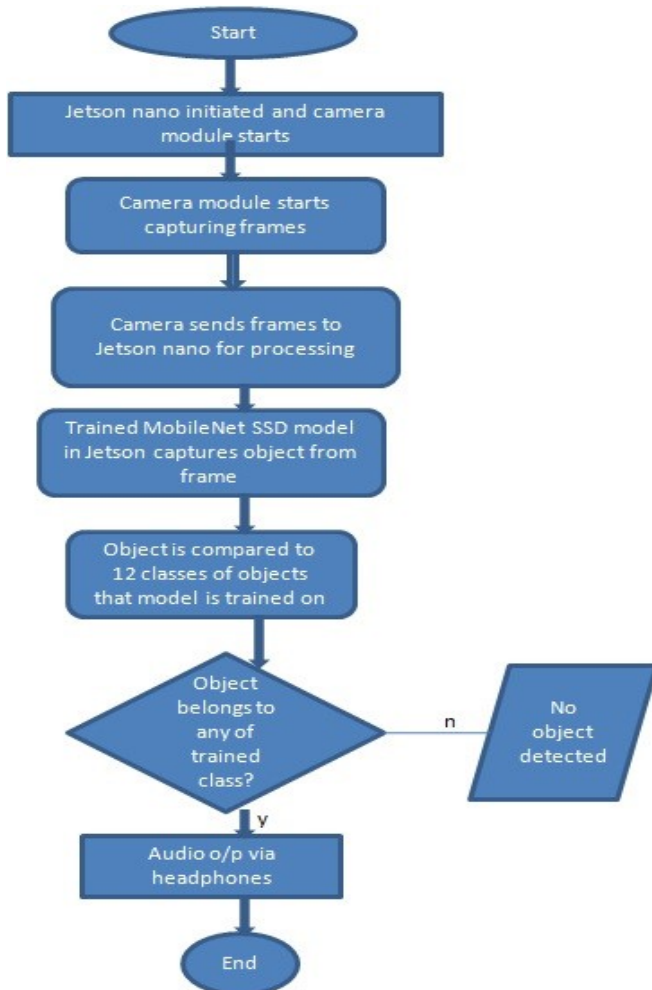 Start
Jetson nano initiated and camera
module starts
Camera module starts
capturing frames
Camera sends frames to
Jetson nano for processing
Trained MobileNet SSD model
in Jetson captures object from
frame
Object is compared to
12 classes of objects
that model is trained on
Object
belongs to
any of
trained
class?
n
No
object
detected
y
Audio o/p via
headphones
End